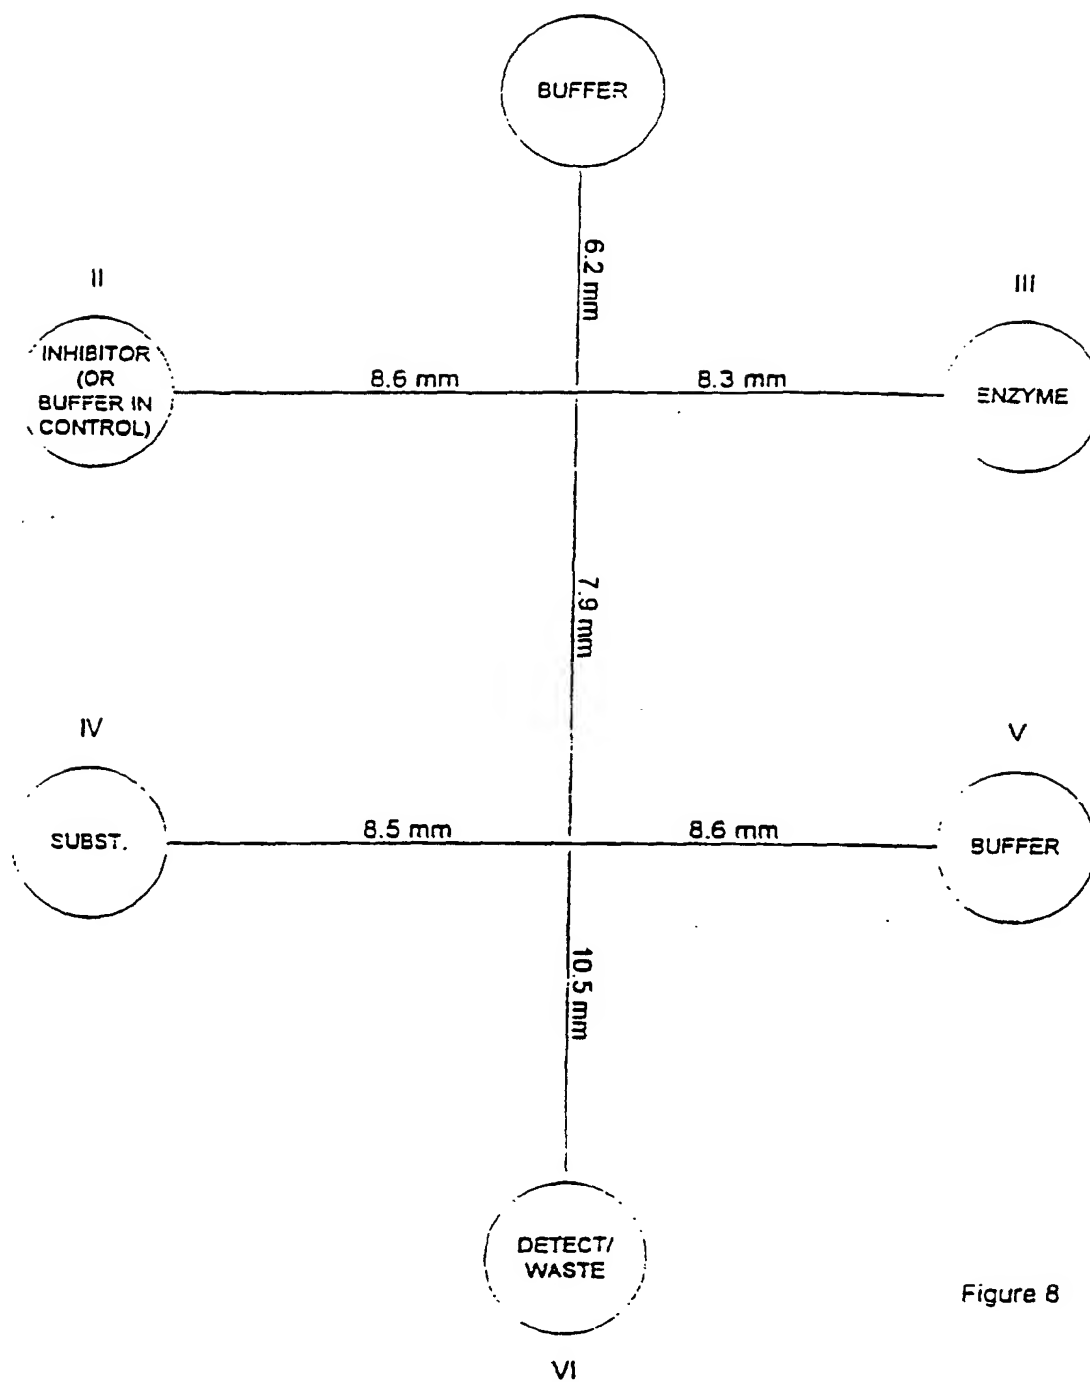 BUFFER
6.2 mm
II
III
INHIBITOR
(OR
BUFFER IN
CONTROL)
8.6 mm
8.3 mm
ENZYME
7.9 mm
IV
V
SUBST.
8.5 mm
8.6 mm
BUFFER
10.5 mm
DETECT/
WASTE
Figure 8
VI